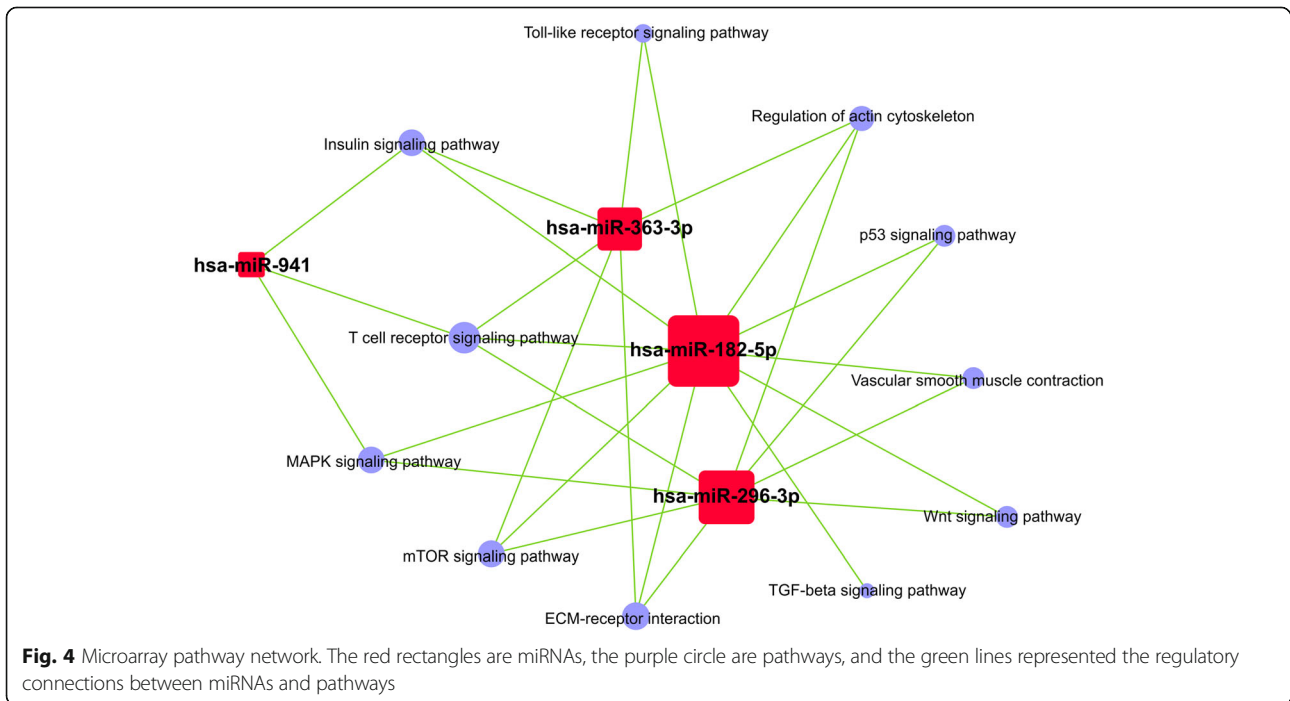 Toll-like receptor signaling pathway
Regulation of actin cytoskeleton
Insulin signaling pathway
hsa-miR-363-3p
p53 signaling pathway
hsa-miR-941
T cell receptor signaling pathway
hsa-miR-182-5p
Vascular smooth muscle contraction
MAPK signaling pathway
hsa-miR-296-3p
Wnt signaling pathway
mTOR signaling pathway
TGF-beta signaling pathway
ECM-receptor interaction
Fig. 4 Microarray pathway network. The red rectangles are miRNAs, the purple circle are pathways, and the green lines represented the regulatory
connections between miRNAs and pathways